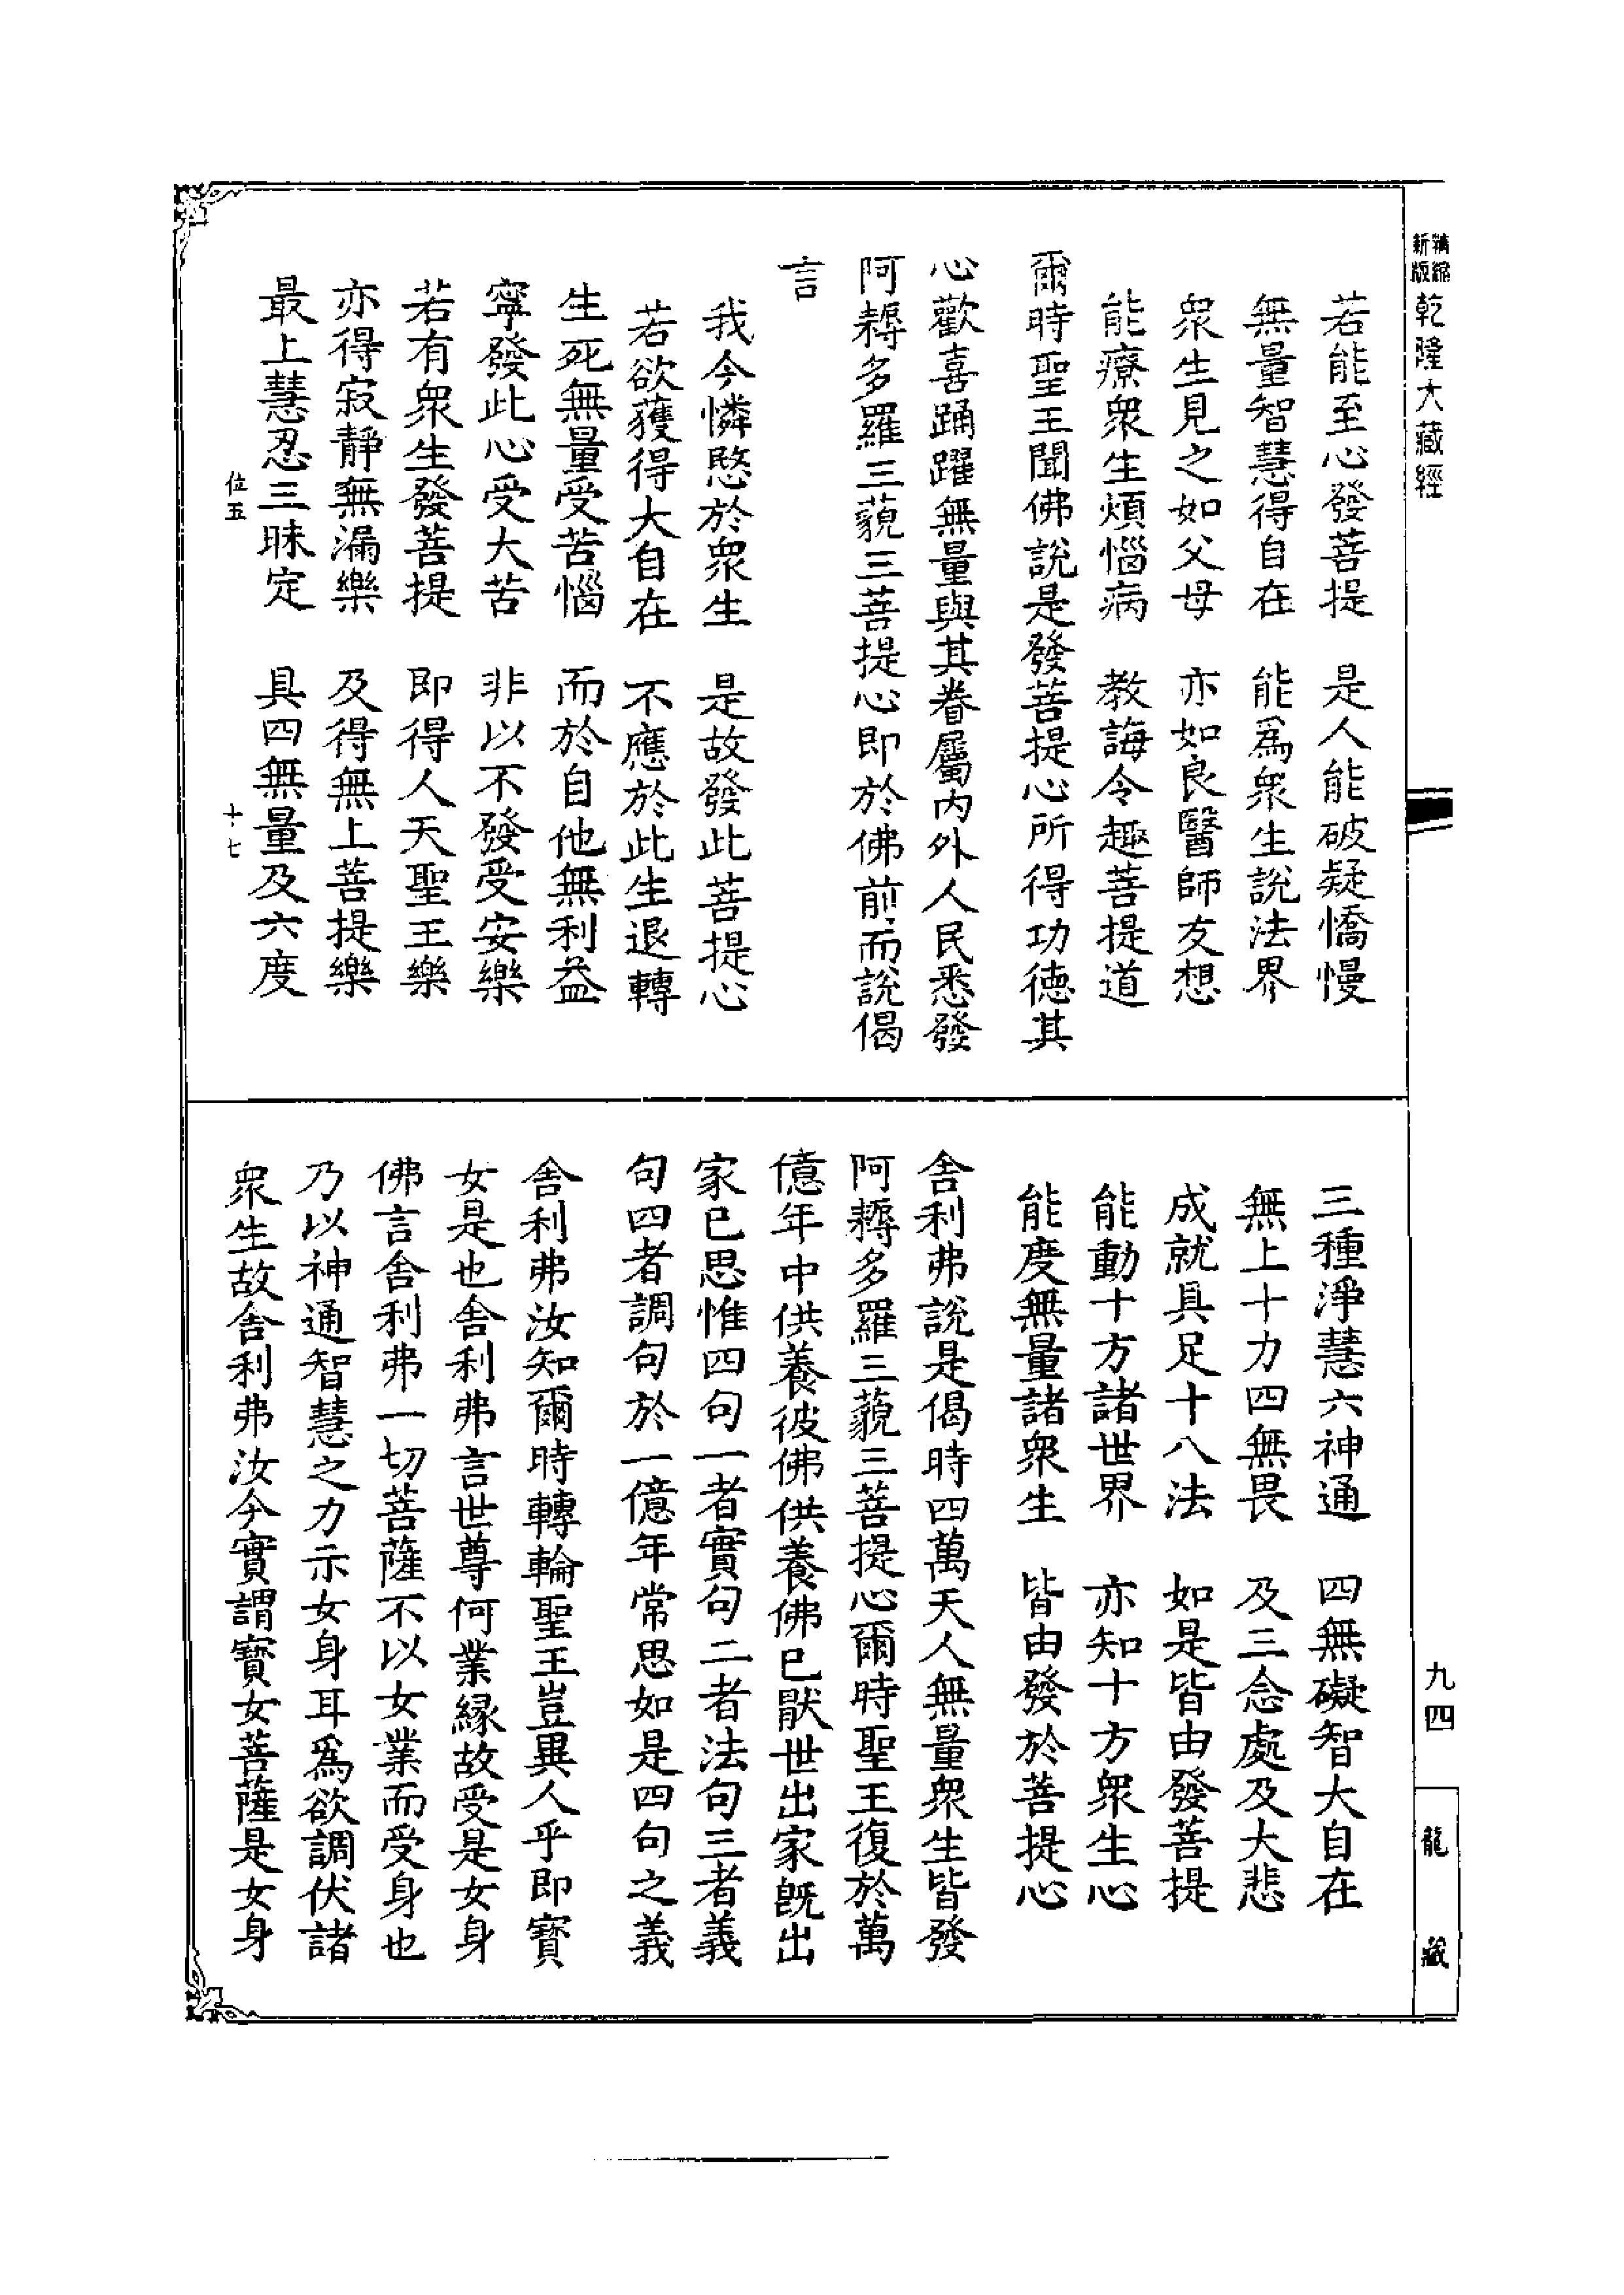 精縮
新版
乾隆大藏經
若能至心發菩提　是人能破疑憍慢
無量智慧得自在　能爲衆生說法界
衆生見之如父母　亦如良醫師友想
能療衆生煩惱病　教誨令趣菩提道
爾時聖王聞佛說是發菩提心所得功德其
心歡喜踊躍無量與其眷屬內外人民悉發
阿耨多羅三藐三菩提心即於佛前而說偈
言
我今憐愍於衆生　是故發此菩提心
若欲獲得大自在　不應於此生退轉
生死無量受苦惱　而於自他無利益
寧發此心受大苦　非以不發受安樂
若有衆生發菩提　即得人天聖王樂
亦得寂靜無漏樂　及得無上菩提樂
最上慧忍三昧定　具四無量及六度
位五　十七
三種淨慧六神通　四無礙智大自在
無上十力四無畏　及三念處及大悲
成就具足十八法　如是皆由發菩提
能動十方諸世界　亦知十方衆生心
能度無量諸衆生　皆由發於菩提心
舍利弗說是偈時四萬天人無量衆生皆發
阿耨多羅三藐三菩提心爾時聖王復於萬
億年中供養彼佛供養佛已厭世出家旣出
家已思惟四句一者實句二者法句三者義
句四者調句於一億年常思如是四句之義
舍利弗汝知爾時轉輪聖王豈異人乎即寶
女是也舍利弗言世尊何業緣故受是女身
佛言舍利弗一切菩薩不以女業而受身也
乃以神通智慧之力示女身耳爲欲調伏諸
衆生故舍利弗汝今實謂寶女菩薩是女身
九四
龍藏